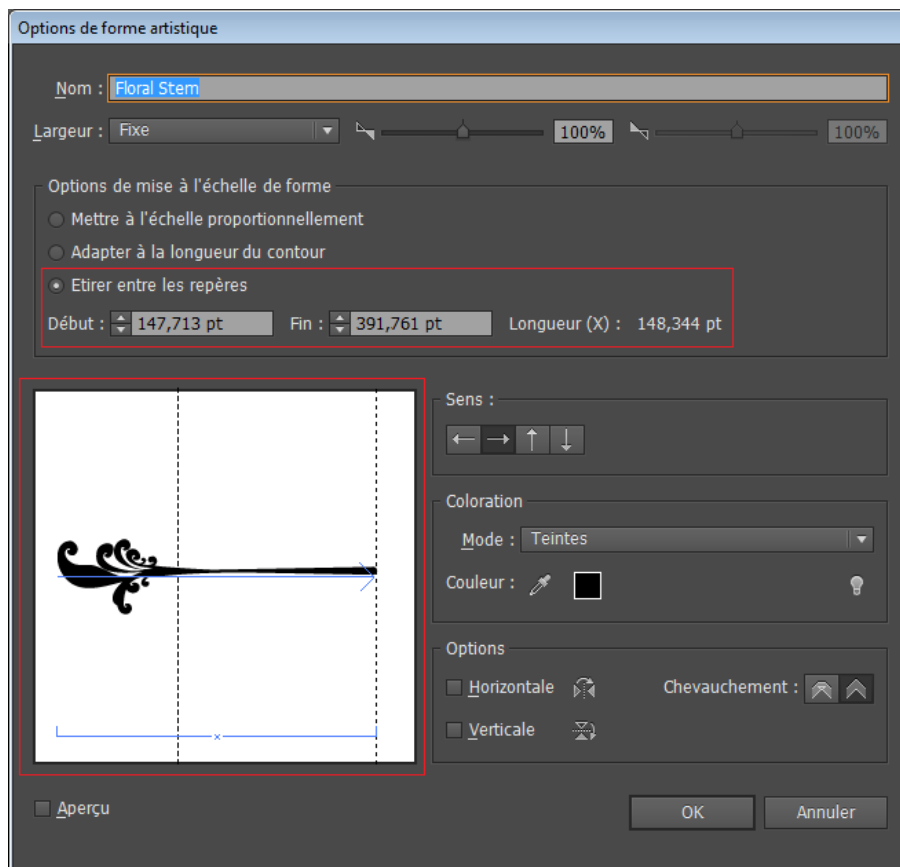 Options de forme artistique
Nom : Floral Stem
Largeur : Fixe 100% 100%
Options de mise à l'échelle de forme
Mettre à l'échelle proportionnellement
Adapter à la longueur du contour
Etirer entre les repères
Début : 147,713 pt Fin : 391,761 pt Longueur (X) : 148,344 pt
Sens :
Coloration
Mode : Teintes
Couleur :
Options
Horizontale Chevauchement :
Verticale
x
Aperçu OK Annuler